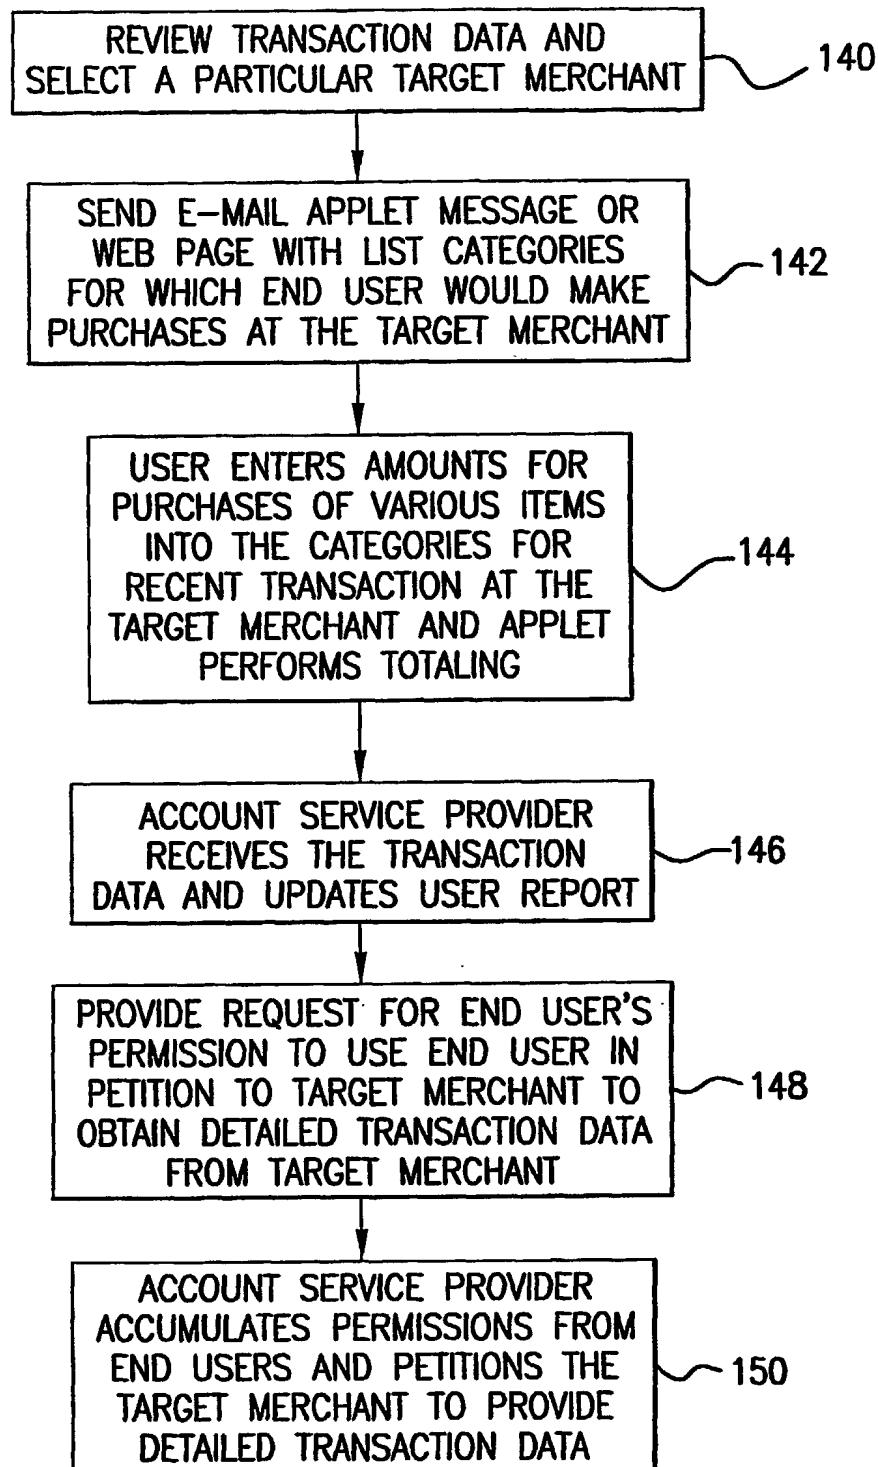 REVIEW TRANSACTION DATA AND
SELECT A PARTICULAR TARGET MERCHANT
140
SEND E-MAIL APPLET MESSAGE OR
WEB PAGE WITH LIST CATEGORIES
FOR WHICH END USER WOULD MAKE
PURCHASES AT THE TARGET MERCHANT
142
USER ENTERS AMOUNTS FOR
PURCHASES OF VARIOUS ITEMS
INTO THE CATEGORIES FOR
RECENT TRANSACTION AT THE
TARGET MERCHANT AND APPLET
PERFORMS TOTALING
144
ACCOUNT SERVICE PROVIDER
RECEIVES THE TRANSACTION
DATA AND UPDATES USER REPORT
146
PROVIDE REQUEST FOR END USER'S
PERMISSION TO USE END USER IN
PETITION TO TARGET MERCHANT TO
OBTAIN DETAILED TRANSACTION DATA
FROM TARGET MERCHANT
148
ACCOUNT SERVICE PROVIDER
ACCUMULATES PERMISSIONS FROM
END USERS AND PETITIONS THE
TARGET MERCHANT TO PROVIDE
DETAILED TRANSACTION DATA
150